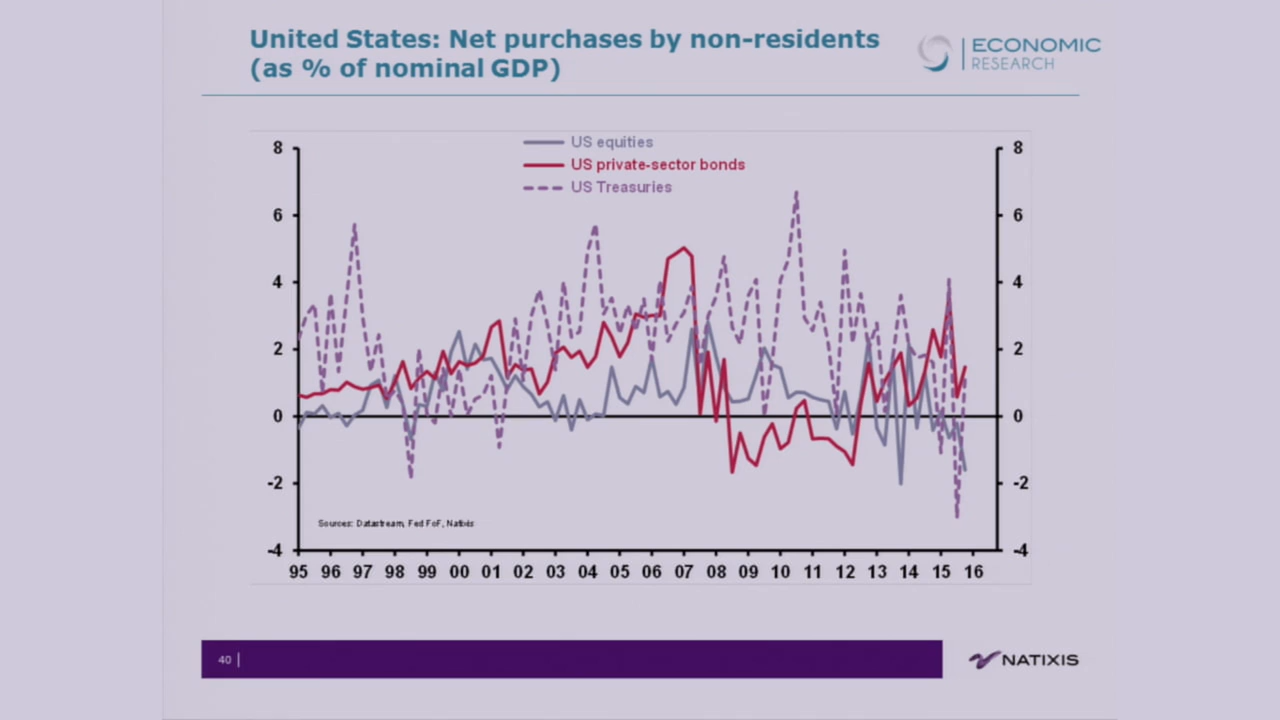 United States: Net purchases by non-residents
(as % of nominal GDP)
ECONOMIC
RESEARCH
US equities
US private-sector bonds
US Treasuries
8 8
6 6
4 4
2 2
0 0
-2 -2
-4 -4
Sources: Datastream, Fed FoF, Natixis
95 96 97 98 99 00 01 02 03 04 05 06 07 08 09 10 11 12 13 14 15 16
40 |
NATIXIS